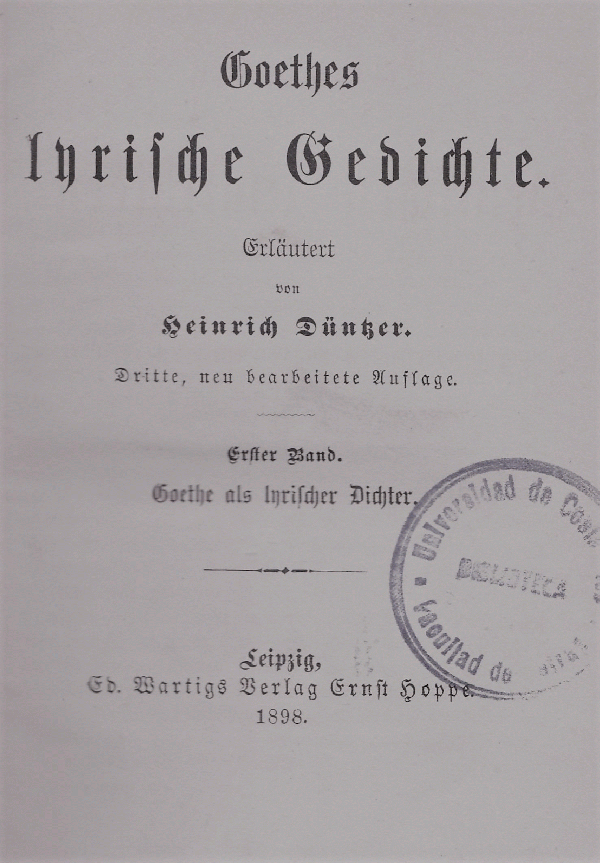 Goethes
lyrische Gedichte.
Erläutert
von
Heinrich Düntzer.
Dritte, neu bearbeitete Auflage.
Erster Band.
Goethe als lyrischer Dichter.
Universidad de Costa
BIBLIOTECA
Facultad de
Leipzig,
Ed. Wartigs Verlag Ernst Hoppe.
1898.